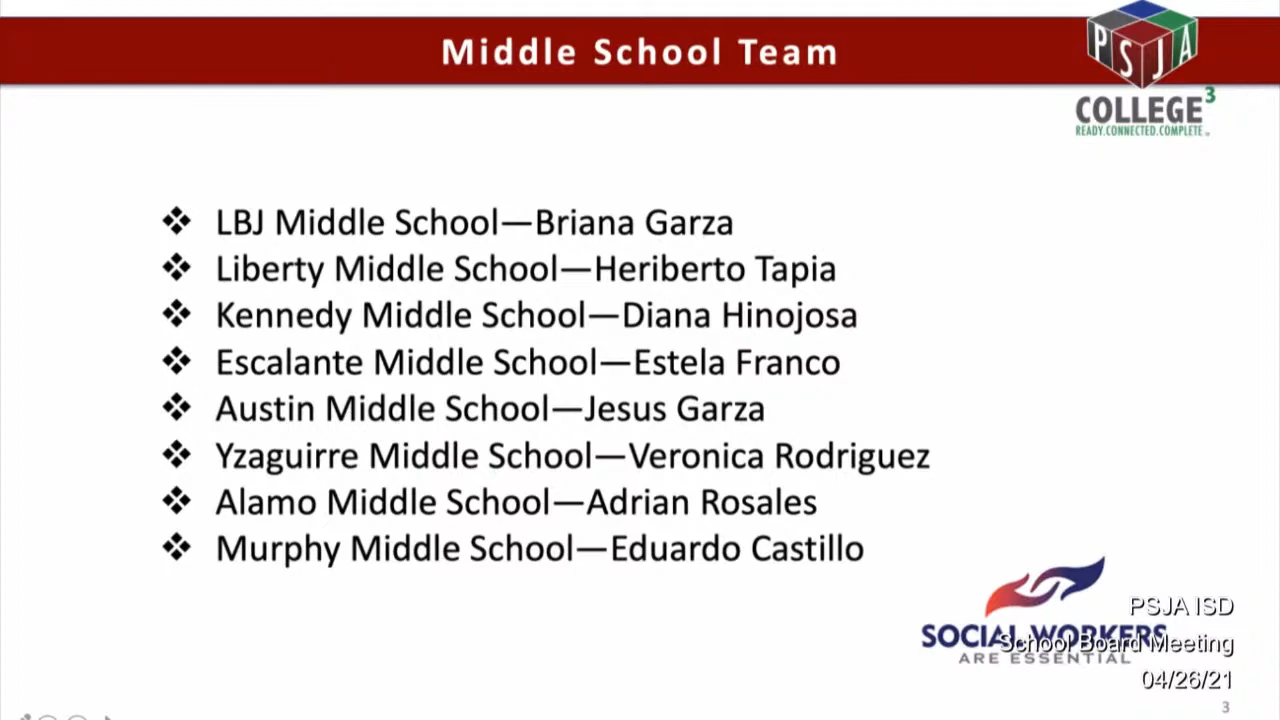 Middle School Team
PSJA
COLLEGE³
READY.CONNECTED.COMPLETE™
❖ LBJ Middle School—Briana Garza
❖ Liberty Middle School—Heriberto Tapia
❖ Kennedy Middle School—Diana Hinojosa
❖ Escalante Middle School—Estela Franco
❖ Austin Middle School—Jesus Garza
❖ Yzaguirre Middle School—Veronica Rodriguez
❖ Alamo Middle School—Adrian Rosales
❖ Murphy Middle School—Eduardo Castillo
SOCIAL WORKERS
ARE ESSENTIAL
PSJA ISD
School Board Meeting
04/26/21
3